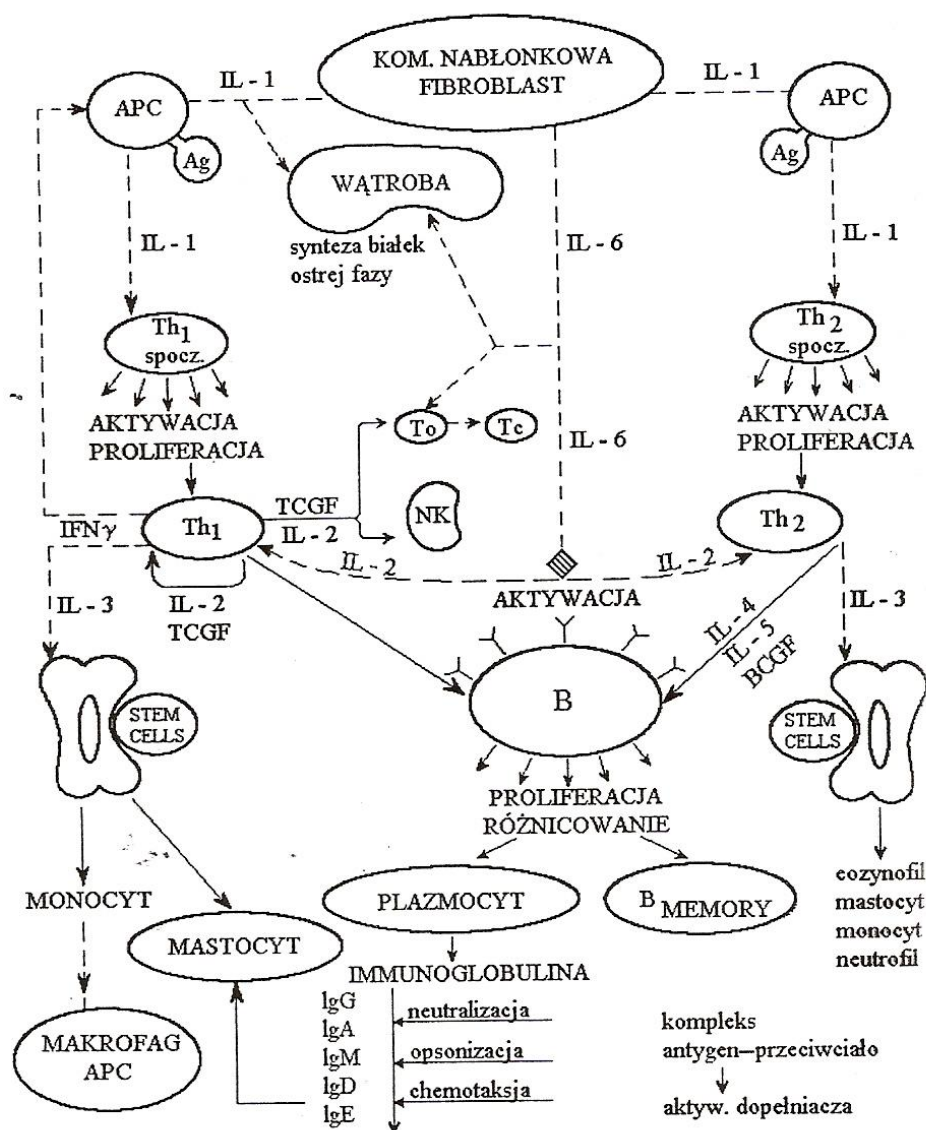 KOM. NABŁONKOWA
FIBROBLAST
IL - 1
IL - 1
APC
APC
Ag
Ag
WĄTROBA
synteza białek
ostrej fazy
IL - 1
IL - 6
IL - 1
Th1
spocz.
Th2
spocz.
AKTYWACJA
PROLIFERACJA
AKTYWACJA
PROLIFERACJA
To
Tc
IL - 6
TCGF
IL - 2
NK
IFNγ
Th1
Th2
IL - 2
IL - 2
IL - 3
IL - 2
TCGF
AKTYWACJA
IL - 4
IL - 5
BCGF
IL - 3
B
STEM
CELLS
STEM
CELLS
PROLIFERACJA
RÓŻNICOWANIE
MONOCYT
PLAZMOCYT
B MEMORY
eozynofil
mastocyt
monocyt
neutrofil
MASTOCYT
IMMUNOGLOBULINA
MAKROFAG
APC
IgG
IgA
IgM
IgD
IgE
neutralizacja
opsonizacja
chemotaksja
kompleks
antygen–przeciwciało
aktyw. dopełniacza